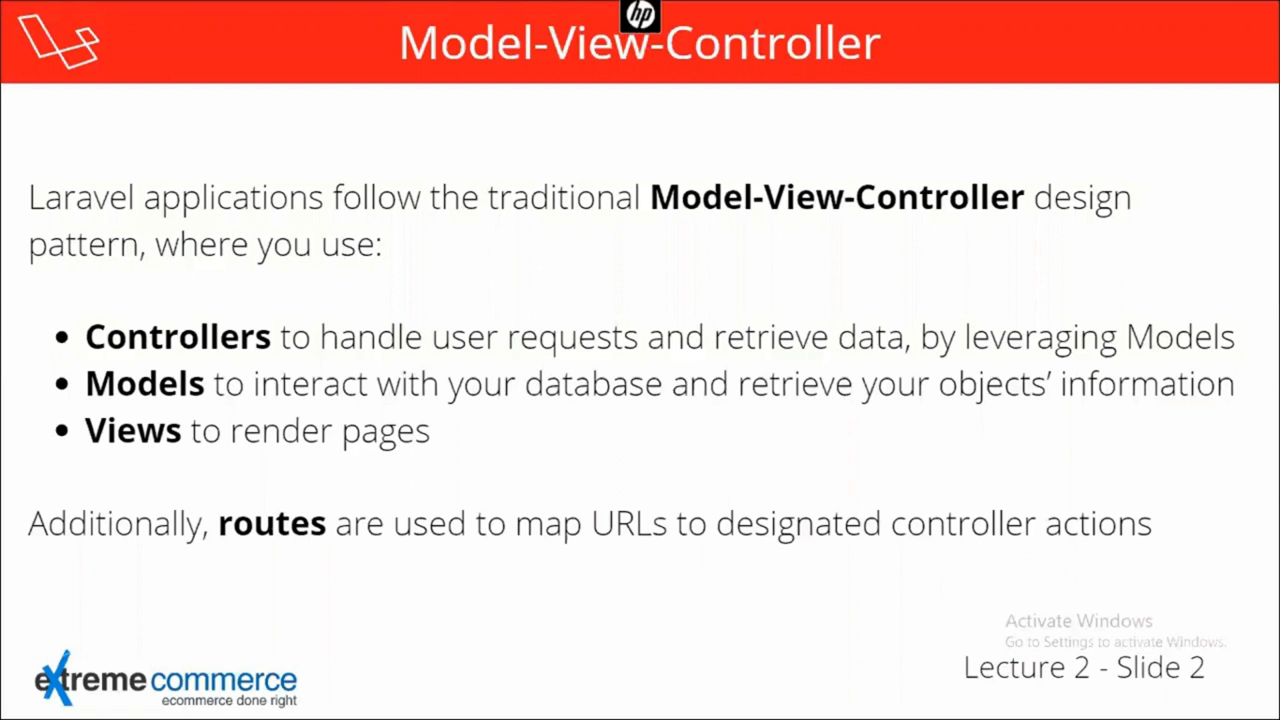 hp
Model-View-Controller
Laravel applications follow the traditional Model-View-Controller design
pattern, where you use:
• Controllers to handle user requests and retrieve data, by leveraging Models
• Models to interact with your database and retrieve your objects’ information
• Views to render pages
Additionally, routes are used to map URLs to designated controller actions
Activate Windows
Go to Settings to activate Windows.
Lecture 2 - Slide 2
extreme commerce
ecommerce done right